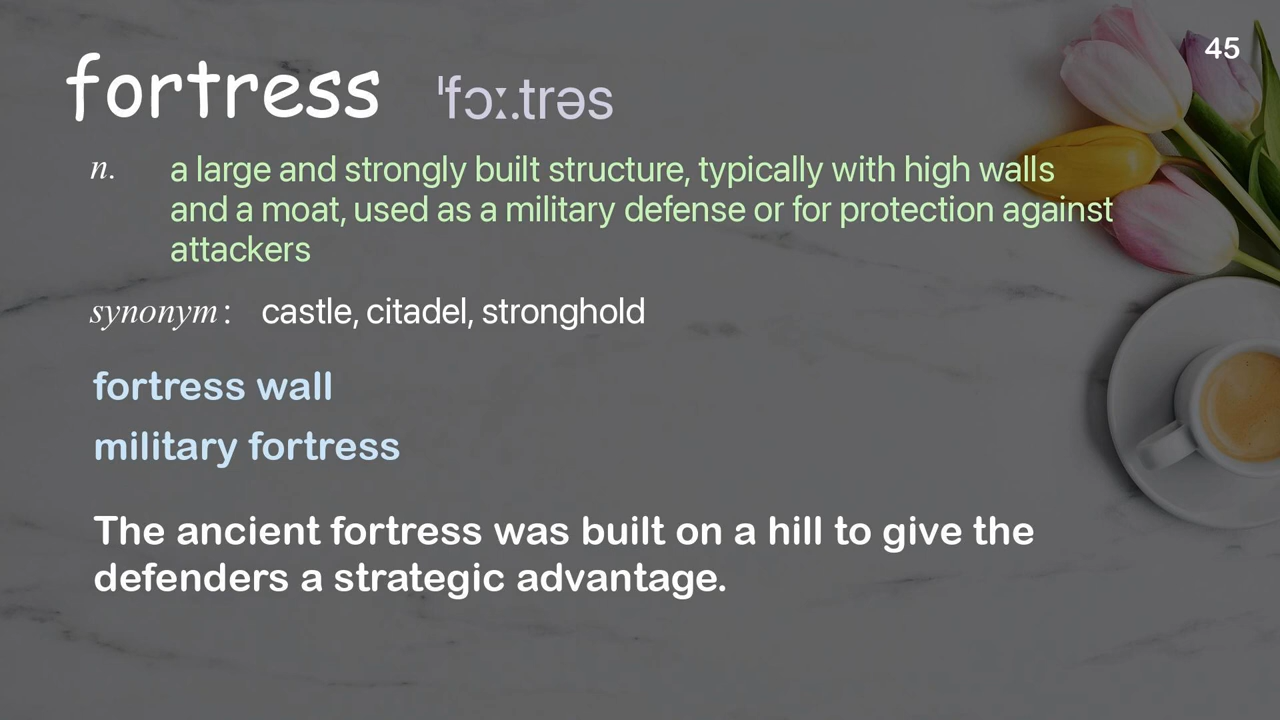 45
fortress ˈfɔː.trəs
n. a large and strongly built structure, typically with high walls
and a moat, used as a military defense or for protection against
attackers
synonym: castle, citadel, stronghold
fortress wall
military fortress
The ancient fortress was built on a hill to give the
defenders a strategic advantage.